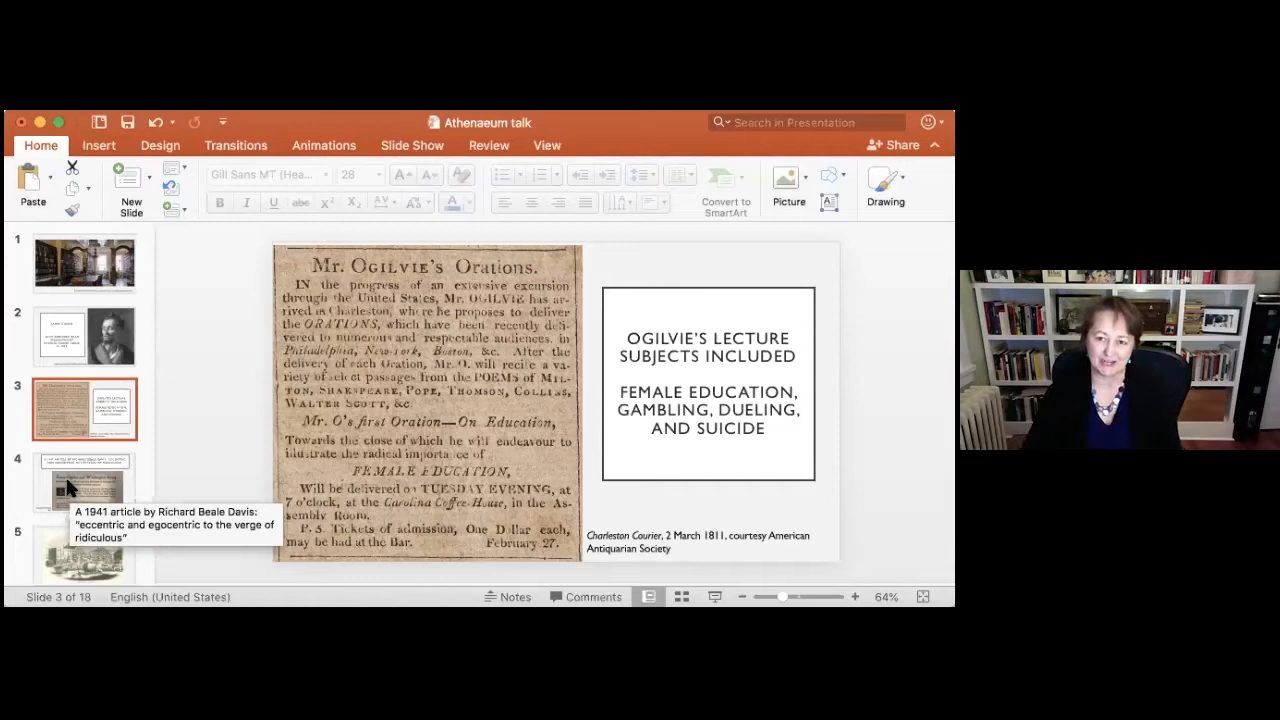 Athenaeum talk
Search in Presentation
Home
Insert
Design
Transitions
Animations
Slide Show
Review
View
Share
Paste
New
Slide
Gill Sans MT (Hea...
28
Convert to
SmartArt
Picture
Drawing
1
2
3
4
5
A 1941 article by Richard Beale Davis:
"eccentric and egocentric to the verge of
ridiculous"
Mr. OGILVIE'S Orations.
IN the progress of an extensive excursion
through the United States, Mr. OGILVIE has ar-
rived in Charleston, where he proposes to deliver
the ORATIONS, which have been recently deli-
vered to numerous and respectable audiences, in
Philadelphia, New-York, Boston, &c. After the
delivery of each Oration, Mr. O. will recite a va-
riety of select passages from the POEMS of MIL-
TON, SHAKSPEARE, POPE, THOMSON, COLLINS,
WALTER SCOTT, &c.
Mr. O's first Oration—On Education,
Towards the close of which he will endeavour to
illustrate the radical importance of
FEMALE EDUCATION,
Will be delivered on TUESDAY EVENING, at
7 o'clock, at the Carolina Coffee-House, in the As-
sembly Room.
P. S. Tickets of admission, One Dollar each,
may be had at the Bar. February 27.
OGILVIE'S LECTURE
SUBJECTS INCLUDED
FEMALE EDUCATION,
GAMBLING, DUELING,
AND SUICIDE
Charleston Courier, 2 March 1811, courtesy American
Antiquarian Society
Slide 3 of 18
English (United States)
Notes
Comments
64%